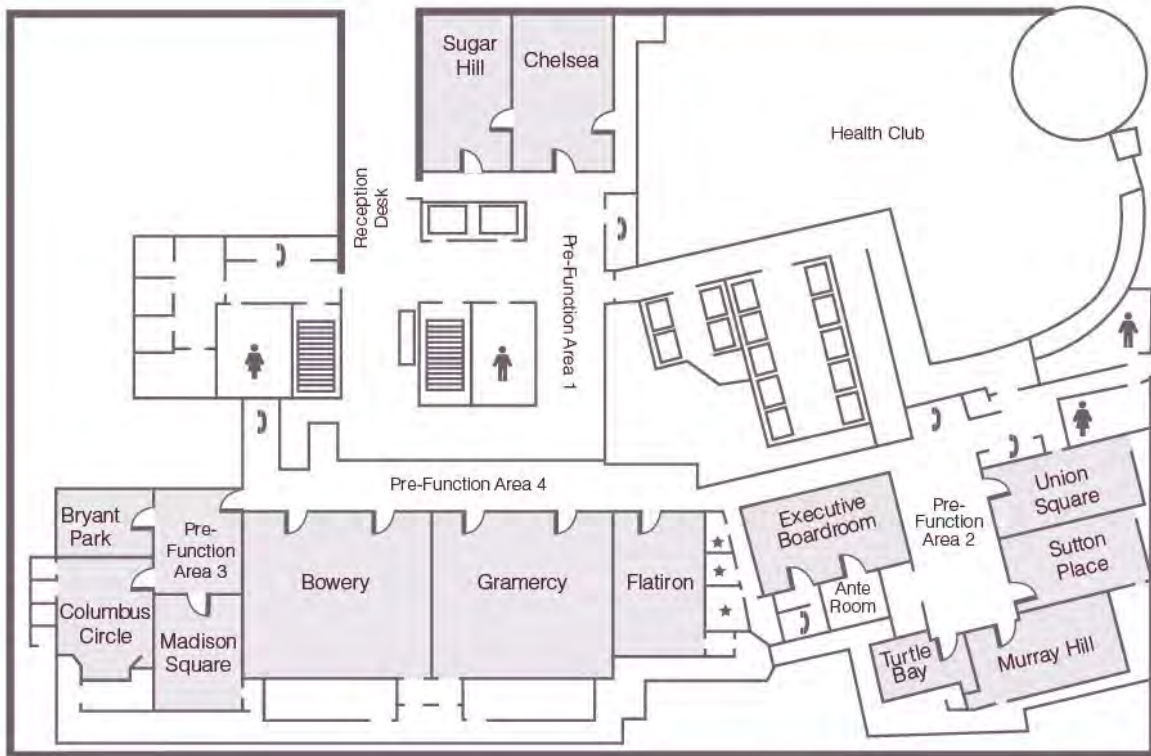 Sugar
Hill
Chelsea
Health Club
Reception
Desk
Pre-Function Area 1
Pre-Function Area 4
Bryant
Park
Pre-
Function
Area 3
Columbus
Circle
Madison
Square
Bowery
Gramercy
Flatiron
Executive
Boardroom
Ante
Room
Pre-
Function
Area 2
Union
Square
Sutton
Place
Turtle
Bay
Murray Hill